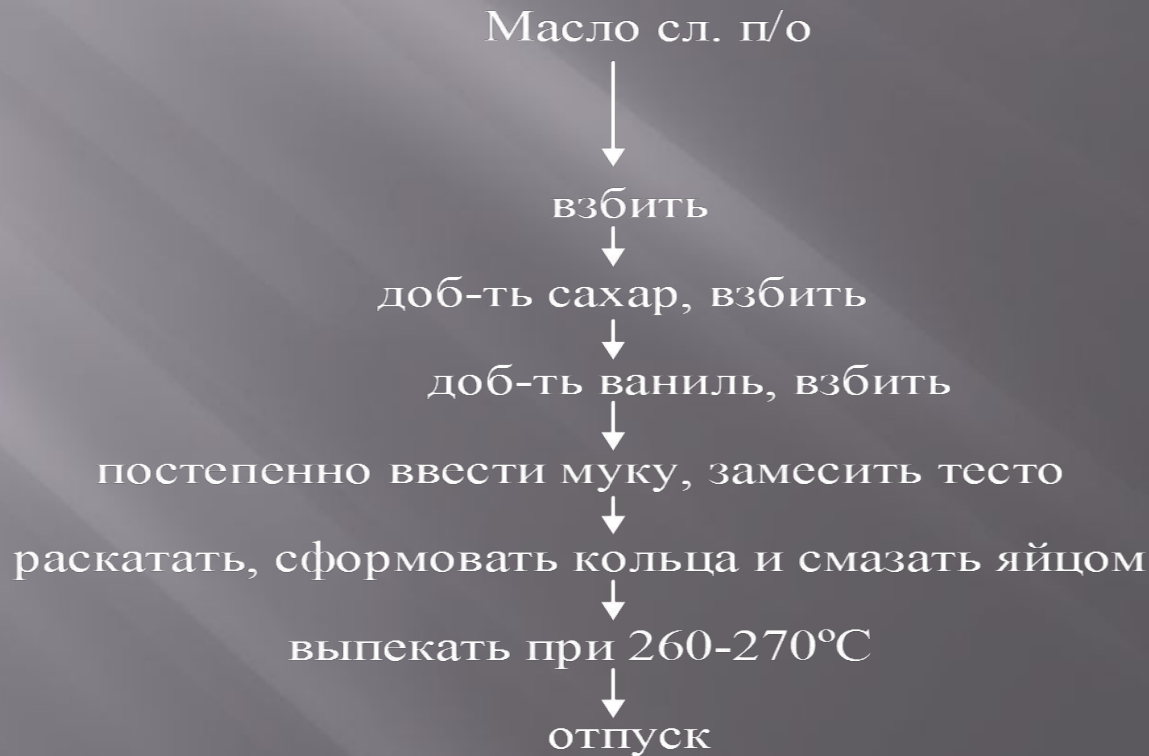 Масло сл. п/о
взбить
доб-ть сахар, взбить
доб-ть ваниль, взбить
постепенно ввести муку, замесить тесто
раскатать, сформовать кольца и смазать яйцом
выпекать при 260-270ºС
отпуск